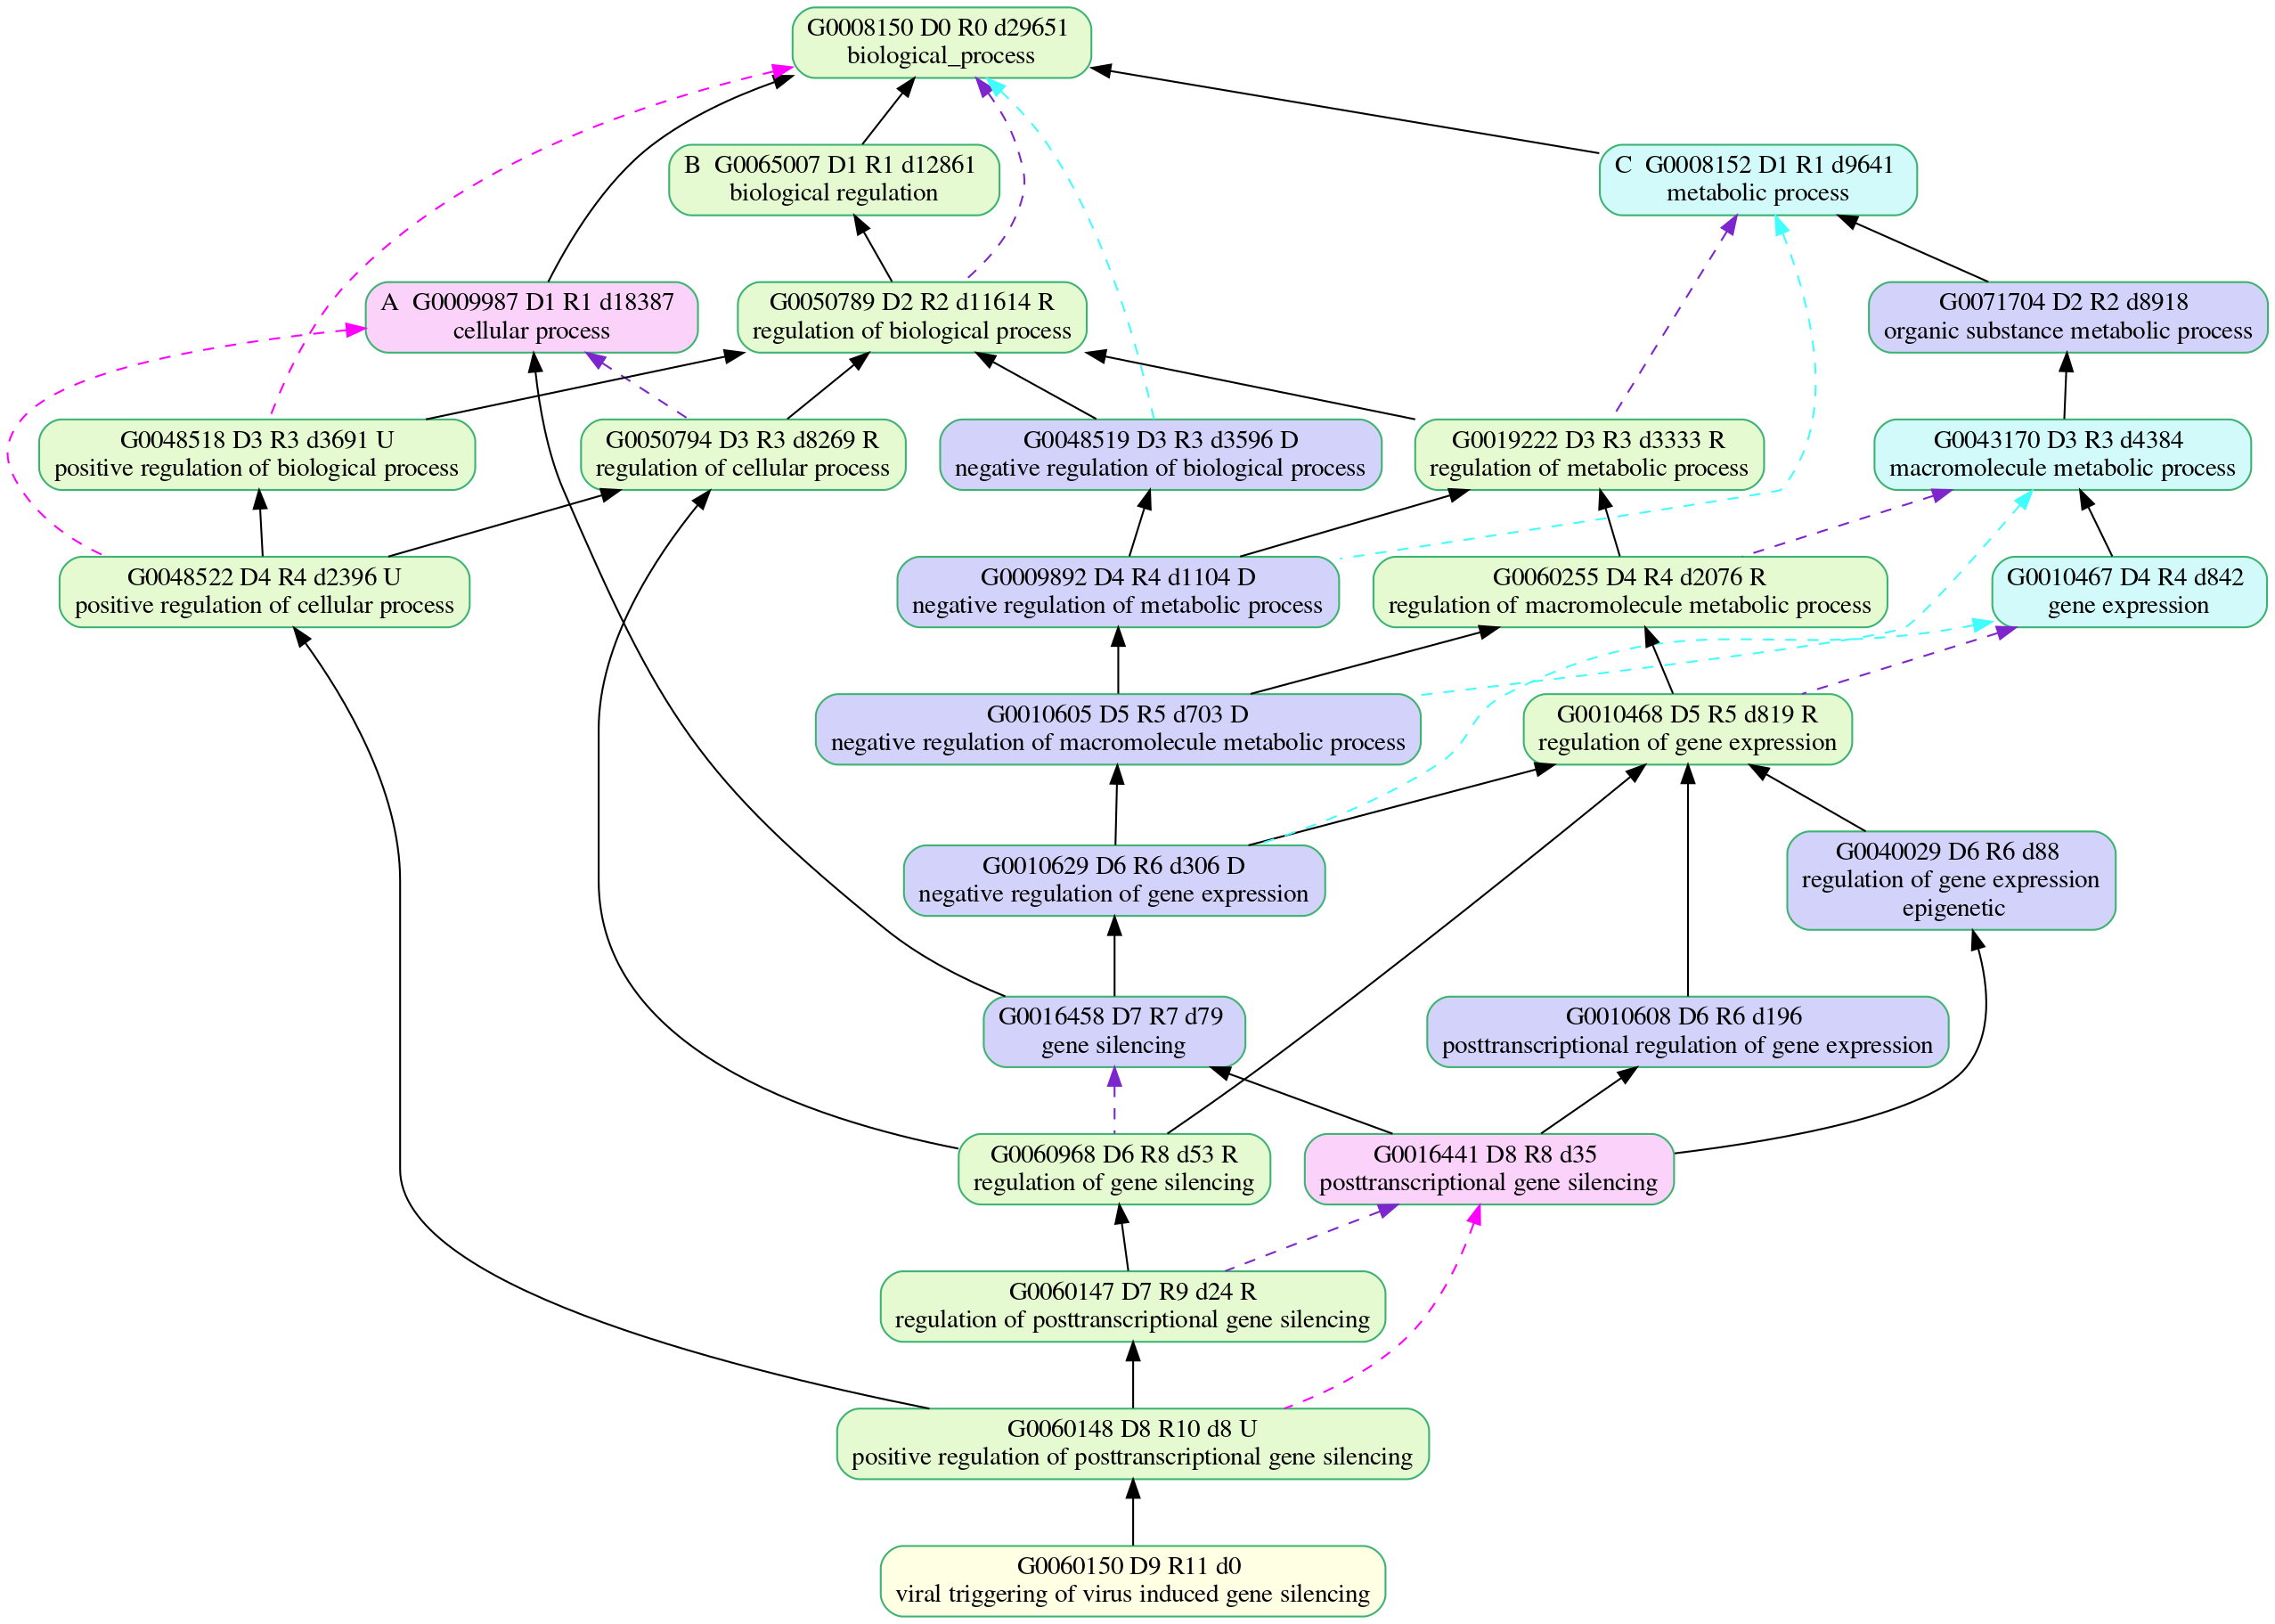 G0008150 D0 R0 d29651
biological_process
B  G0065007 D1 R1 d12861
biological regulation
C  G0008152 D1 R1 d9641
metabolic process
A  G0009987 D1 R1 d18387
cellular process
G0050789 D2 R2 d11614 R
regulation of biological process
G0071704 D2 R2 d8918
organic substance metabolic process
G0048518 D3 R3 d3691 U
positive regulation of biological process
G0050794 D3 R3 d8269 R
regulation of cellular process
G0048519 D3 R3 d3596 D
negative regulation of biological process
G0019222 D3 R3 d3333 R
regulation of metabolic process
G0043170 D3 R3 d4384
macromolecule metabolic process
G0048522 D4 R4 d2396 U
positive regulation of cellular process
G0009892 D4 R4 d1104 D
negative regulation of metabolic process
G0060255 D4 R4 d2076 R
regulation of macromolecule metabolic process
G0010467 D4 R4 d842
gene expression
G0010605 D5 R5 d703 D
negative regulation of macromolecule metabolic process
G0010468 D5 R5 d819 R
regulation of gene expression
G0010629 D6 R6 d306 D
negative regulation of gene expression
G0040029 D6 R6 d88
regulation of gene expression
epigenetic
G0016458 D7 R7 d79
gene silencing
G0010608 D6 R6 d196
posttranscriptional regulation of gene expression
G0060968 D6 R8 d53 R
regulation of gene silencing
G0016441 D8 R8 d35
posttranscriptional gene silencing
G0060147 D7 R9 d24 R
regulation of posttranscriptional gene silencing
G0060148 D8 R10 d8 U
positive regulation of posttranscriptional gene silencing
G0060150 D9 R11 d0
viral triggering of virus induced gene silencing